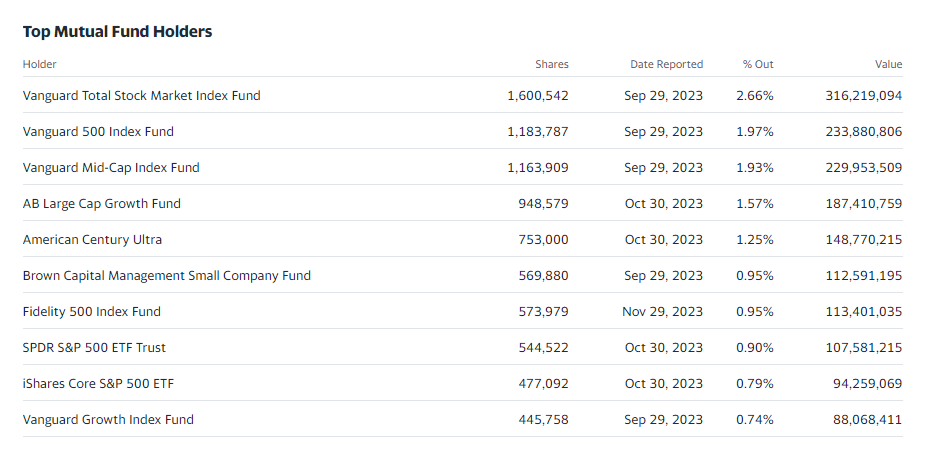 Top Mutual Fund Holders
Holder Shares Date Reported % Out Value
Vanguard Total Stock Market Index Fund 1,600,542 Sep 29, 2023 2.66% 316,219,094
Vanguard 500 Index Fund 1,183,787 Sep 29, 2023 1.97% 233,880,806
Vanguard Mid-Cap Index Fund 1,163,909 Sep 29, 2023 1.93% 229,953,509
AB Large Cap Growth Fund 948,579 Oct 30, 2023 1.57% 187,410,759
American Century Ultra 753,000 Oct 30, 2023 1.25% 148,770,215
Brown Capital Management Small Company Fund 569,880 Sep 29, 2023 0.95% 112,591,195
Fidelity 500 Index Fund 573,979 Nov 29, 2023 0.95% 113,401,035
SPDR S&P 500 ETF Trust 544,522 Oct 30, 2023 0.90% 107,581,215
iShares Core S&P 500 ETF 477,092 Oct 30, 2023 0.79% 94,259,069
Vanguard Growth Index Fund 445,758 Sep 29, 2023 0.74% 88,068,411